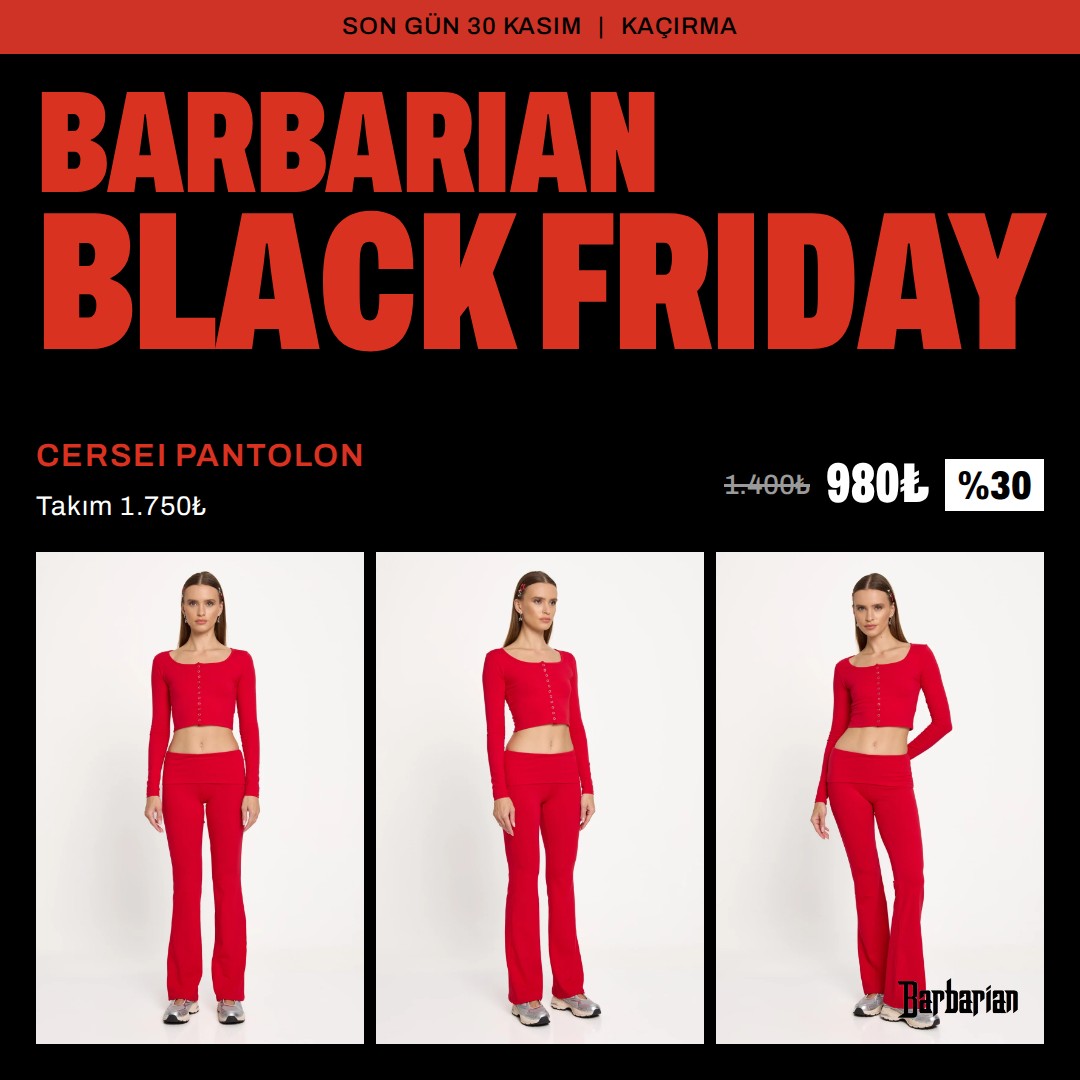 SON GÜN 30 KASIM | KAÇIRMA
BARBARIAN
BLACK FRIDAY
CERSEI PANTOLON
Takım 1.750₺
1.400₺ 980₺ %30
Barbarian